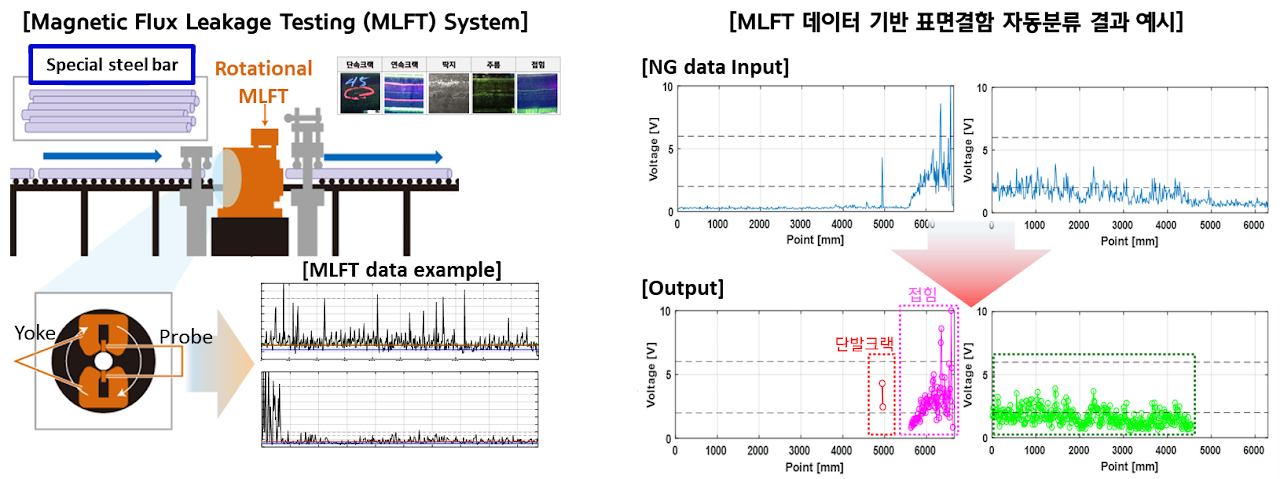 [Magnetic Flux Leakage Testing (MLFT) System]
Special steel bar
Rotational
MLFT
단속크랙 연속크랙 딱지 주름 접힘
45
Yoke
Probe
[MLFT data example]
[MLFT 데이터 기반 표면결함 자동분류 결과 예시]
[NG data Input]
Voltage [V]
10
5
0
0 1000 2000 3000 4000 5000 6000
Point [mm]
Voltage [V]
10
5
0
0 1000 2000 3000 4000 5000 6000
Point [mm]
[Output]
접힘
단발크랙
Voltage [V]
10
5
0
0 1000 2000 3000 4000 5000 6000
Point [mm]
Voltage [V]
10
5
0
0 1000 2000 3000 4000 5000 6000
Point [mm]